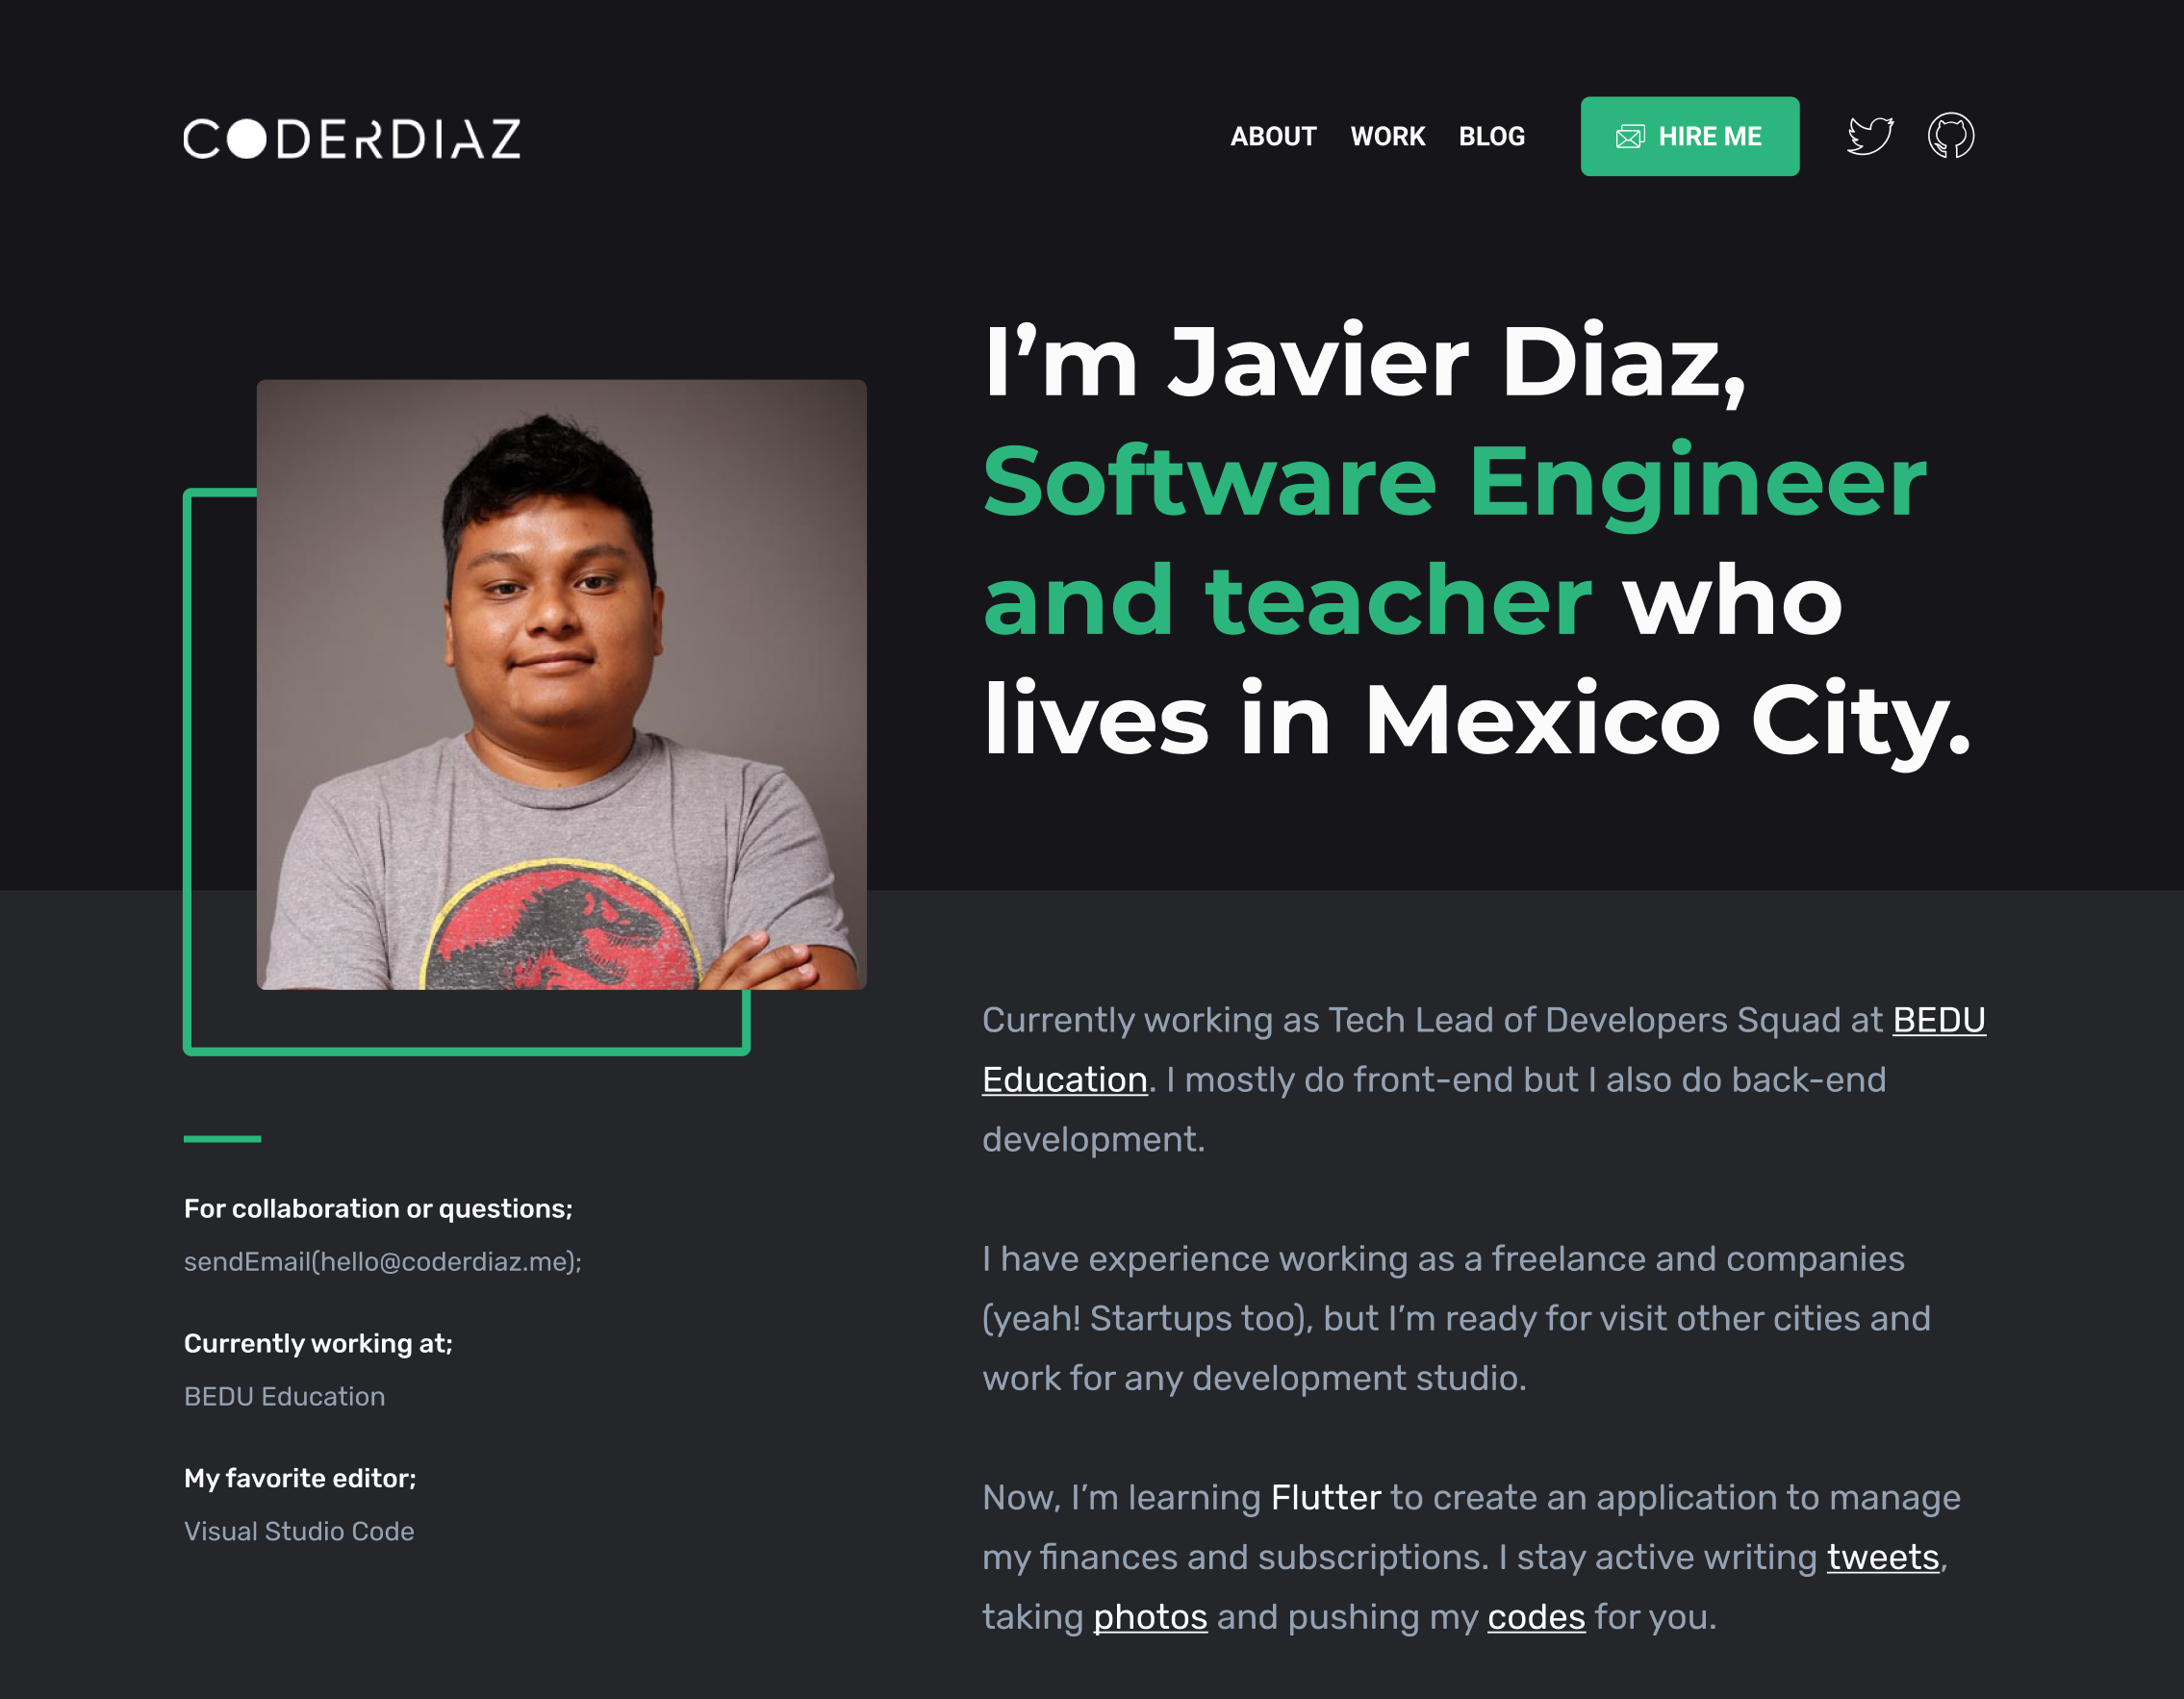 CODERDIAZ
ABOUT WORK BLOG HIRE ME
I’m Javier Diaz,
Software Engineer
and teacher who
lives in Mexico City.
Currently working as Tech Lead of Developers Squad at BEDU
Education. I mostly do front-end but I also do back-end
development.
I have experience working as a freelance and companies
(yeah! Startups too), but I’m ready for visit other cities and
work for any development studio.
Now, I’m learning Flutter to create an application to manage
my finances and subscriptions. I stay active writing tweets,
taking photos and pushing my codes for you.
For collaboration or questions;
sendEmail(hello@coderdiaz.me);
Currently working at;
BEDU Education
My favorite editor;
Visual Studio Code